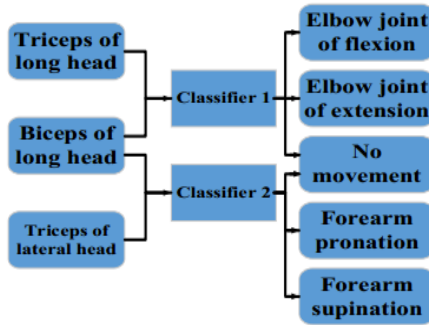 Triceps of
long head
Biceps of
long head
Triceps of
lateral head
Classifier 1
Classifier 2
Elbow joint
of flexion
Elbow joint
of extension
No
movement
Forearm
pronation
Forearm
supination